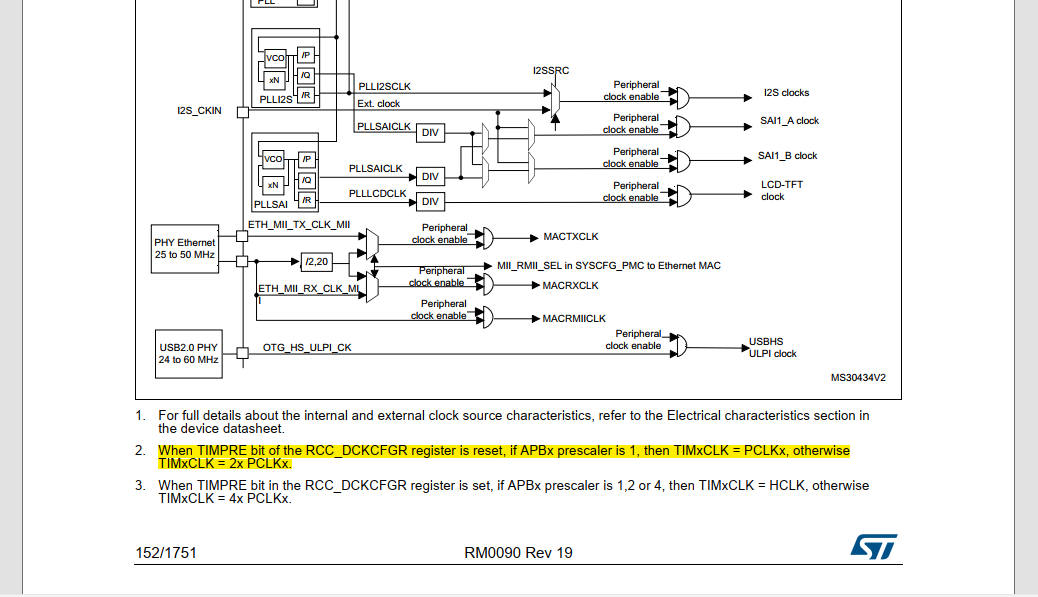 PLL
VCO
/P
xN
/Q
PLLI2S
/R
I2SSRC
PLLI2SCLK
Peripheral
clock enable
I2S clocks
I2S_CKIN
Ext. clock
Peripheral
clock enable
SAI1_A clock
PLLSAICLK
DIV
VCO
/P
xN
/Q
PLLSAI
/R
Peripheral
clock enable
SAI1_B clock
PLLSAICLK
DIV
PLLLCDCLK
DIV
Peripheral
clock enable
LCD-TFT
clock
ETH_MII_TX_CLK_MII
PHY Ethernet
25 to 50 MHz
Peripheral
clock enable
MACTXCLK
/2,20
MII_RMII_SEL in SYSCFG_PMC to Ethernet MAC
Peripheral
clock enable
MACRXCLK
ETH_MII_RX_CLK_MI
I
Peripheral
clock enable
MACRMIICLK
USB2.0 PHY
24 to 60 MHz
OTG_HS_ULPI_CK
Peripheral
clock enable
USBHS
ULPI clock
MS30434V2
1. For full details about the internal and external clock source characteristics, refer to the Electrical characteristics section in
the device datasheet.
2. When TIMPRE bit of the RCC_DCKCFGR register is reset, if APBx prescaler is 1, then TIMxCLK = PCLKx, otherwise
TIMxCLK = 2x PCLKx.
3. When TIMPRE bit in the RCC_DCKCFGR register is set, if APBx prescaler is 1,2 or 4, then TIMxCLK = HCLK, otherwise
TIMxCLK = 4x PCLKx.
152/1751
RM0090 Rev 19
ST